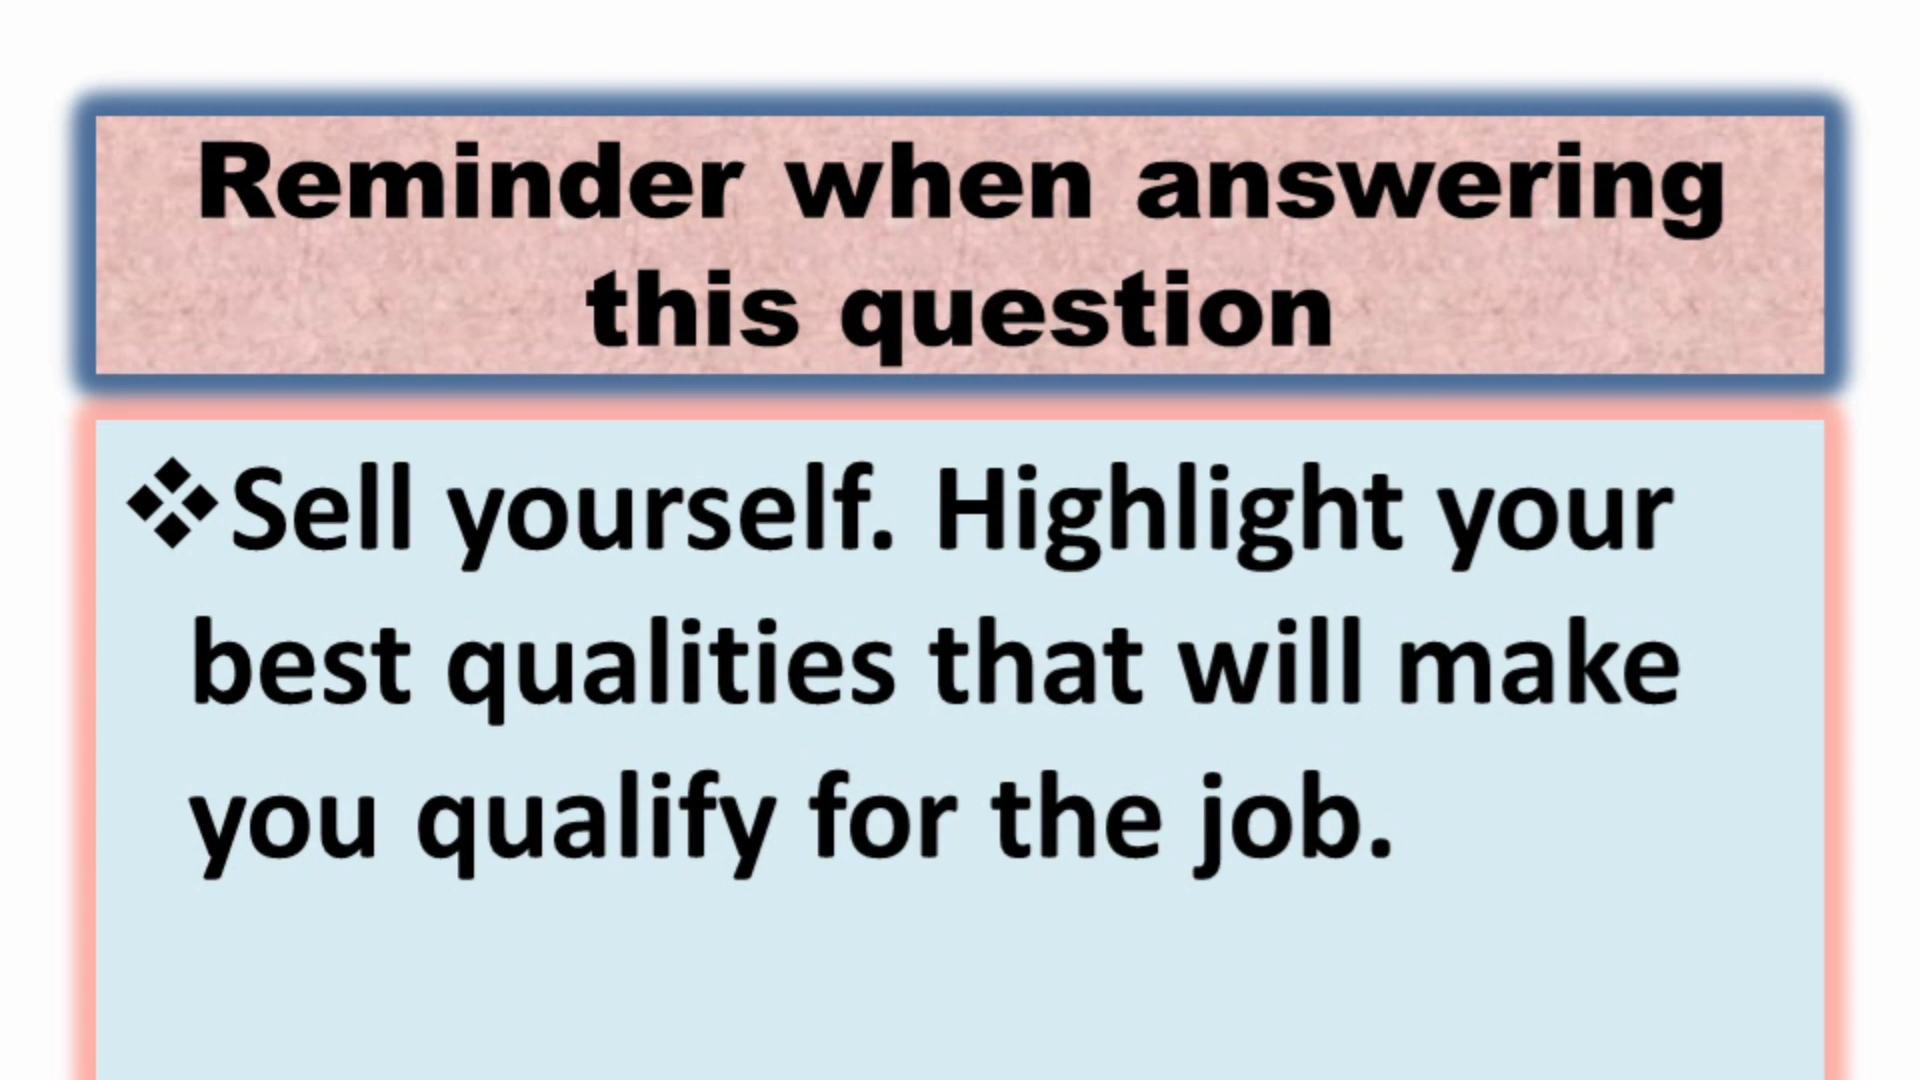 Reminder when answering
this question
❖Sell yourself. Highlight your
best qualities that will make
you qualify for the job.